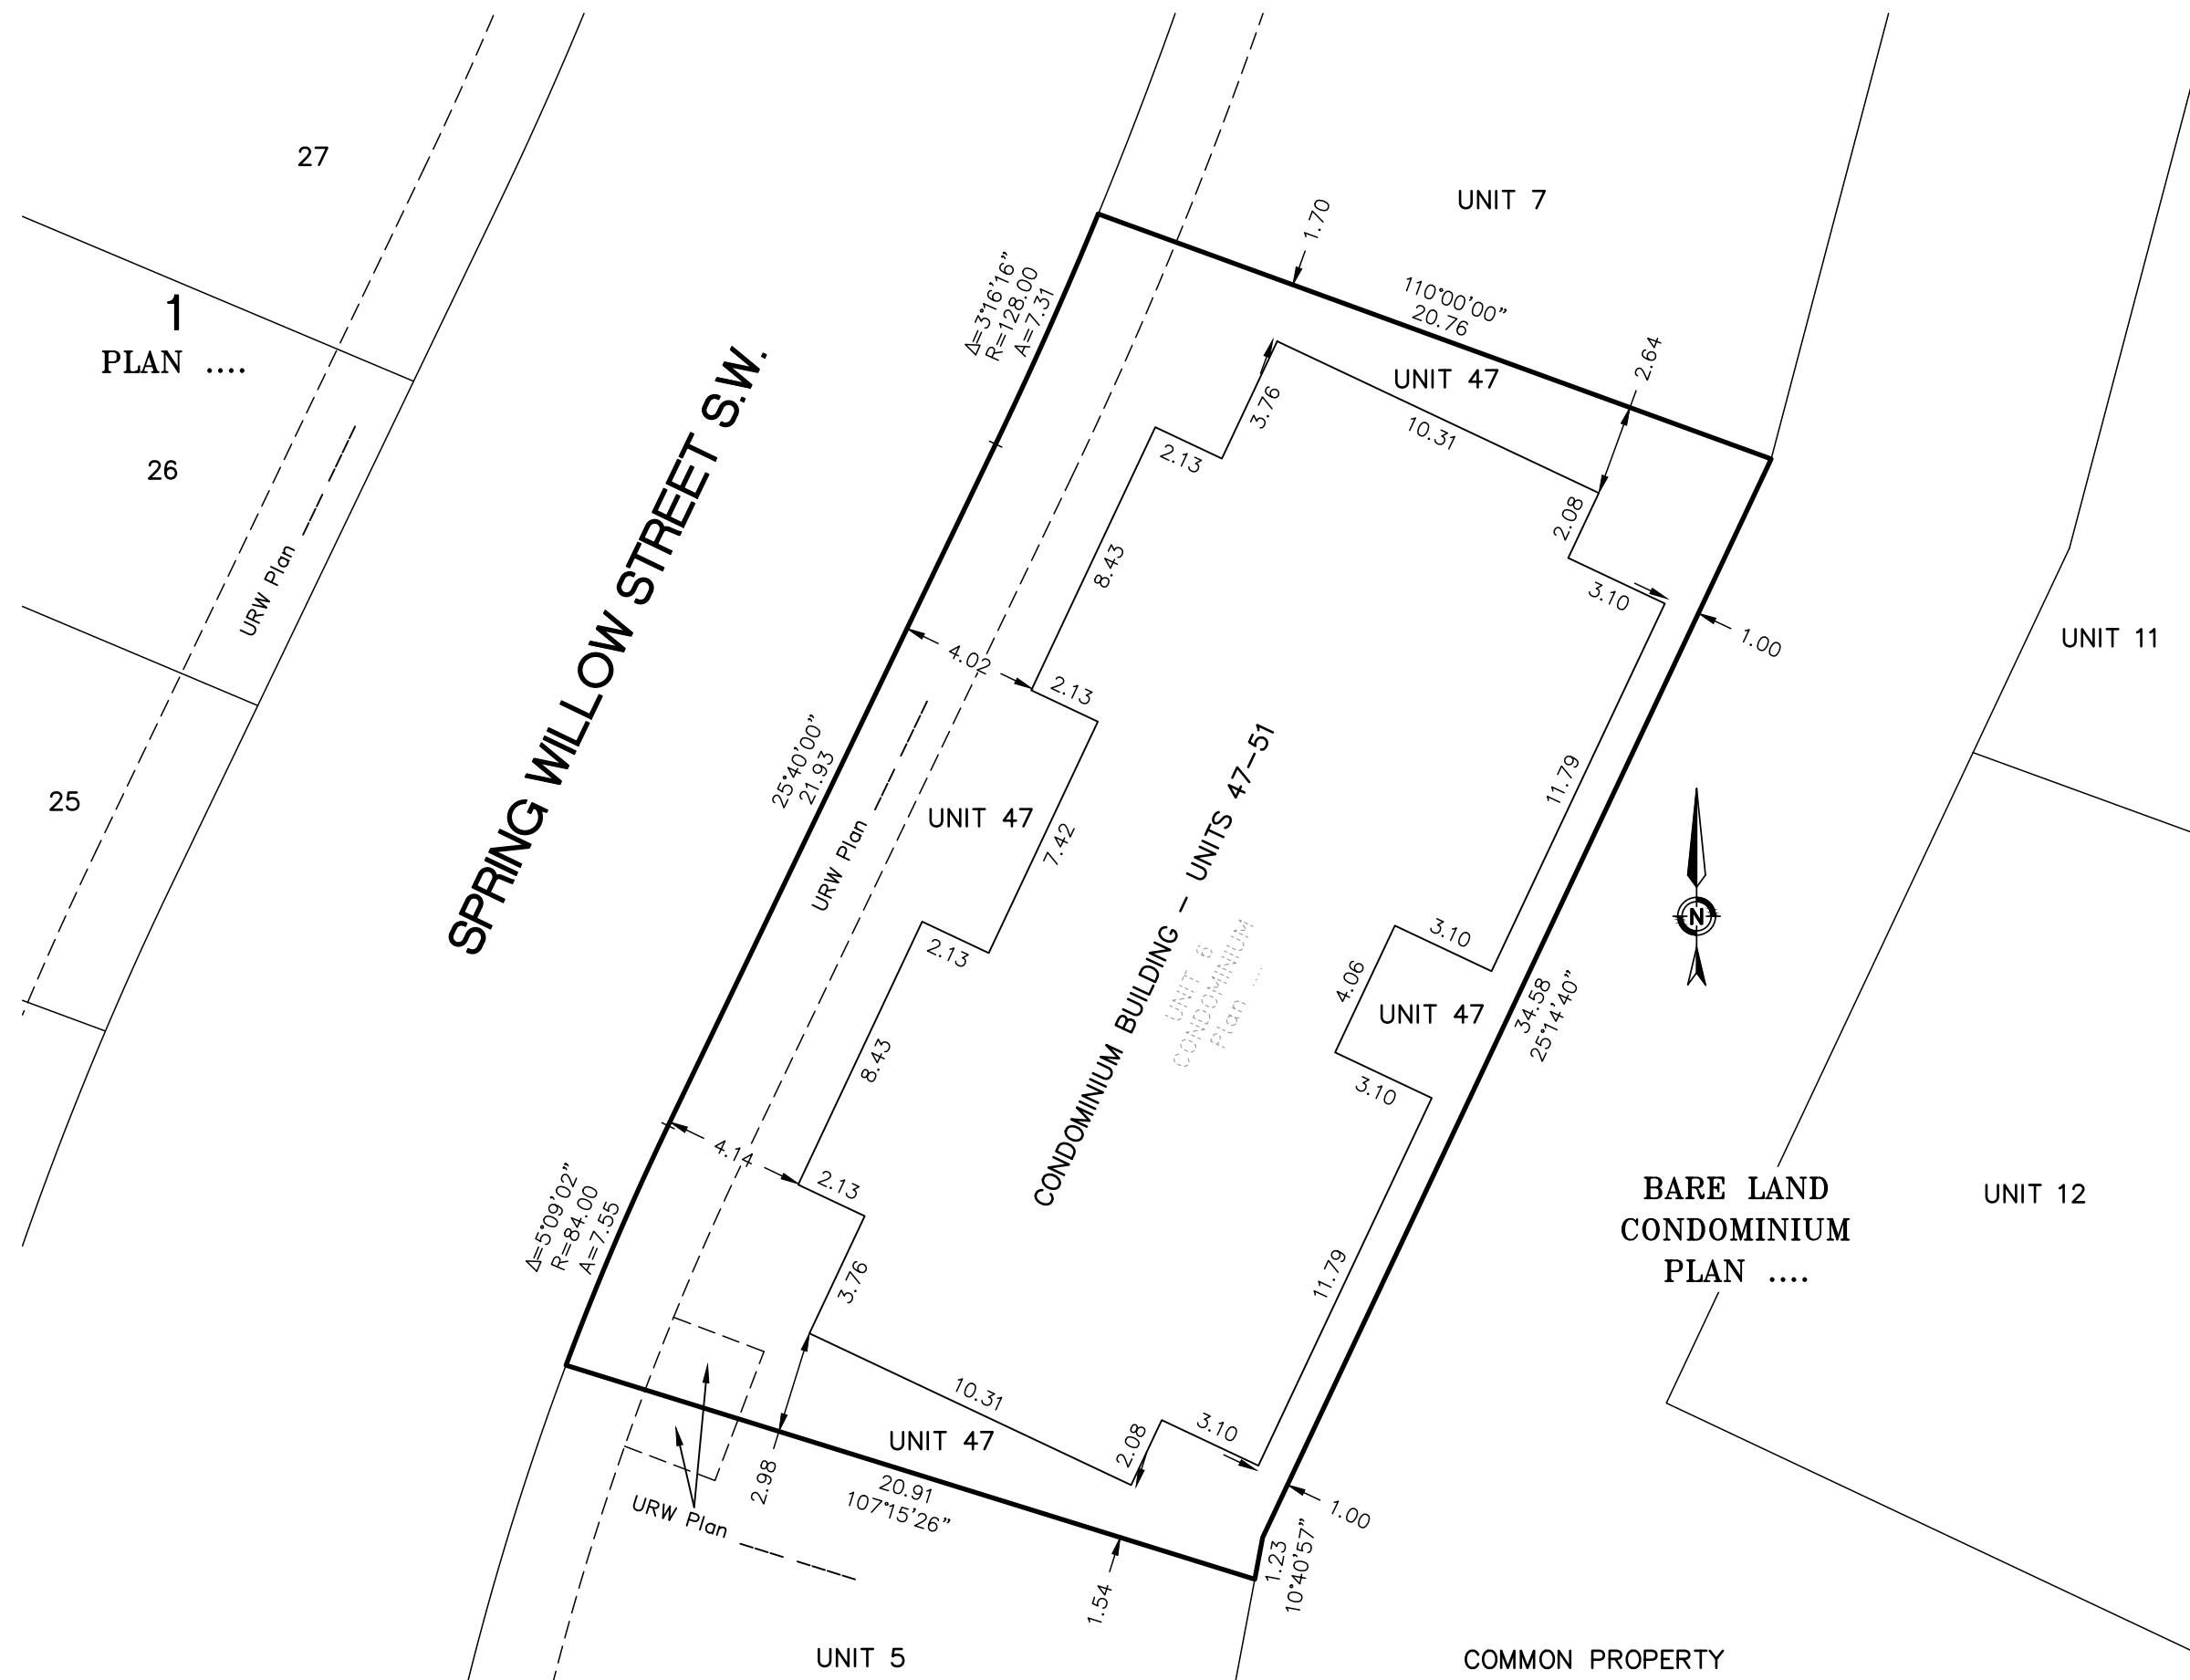 27
UNIT 7
1.70
1
PLAN ....
Δ=3°16'16"
R=128.00
A=7.31
110°00'00"
20.76
2.64
UNIT 47
10.31
3.76
2.13
2.08
3.10
26
URW Plan
SPRING WILLOW STREET S.W.
8.43
4.02
2.13
1.00
UNIT 11
25°40'00"
21.93
25
URW Plan
UNIT 47
7.42
CONDOMINIUM BUILDING – UNITS 47–51
11.79
N
2.13
3.10
UNIT 6
CONDOMINIUM
Plan ....
4.06
UNIT 47
34.58
25°14'40"
8.43
3.10
4.14
2.13
BARE LAND
CONDOMINIUM
PLAN ....
UNIT 12
Δ=5°09'02"
R=84.00
A=7.55
3.76
11.79
10.31
3.10
2.08
UNIT 47
2.98
20.91
107°15'26"
URW Plan
1.00
1.23
10°40'57"
1.54
UNIT 5
COMMON PROPERTY